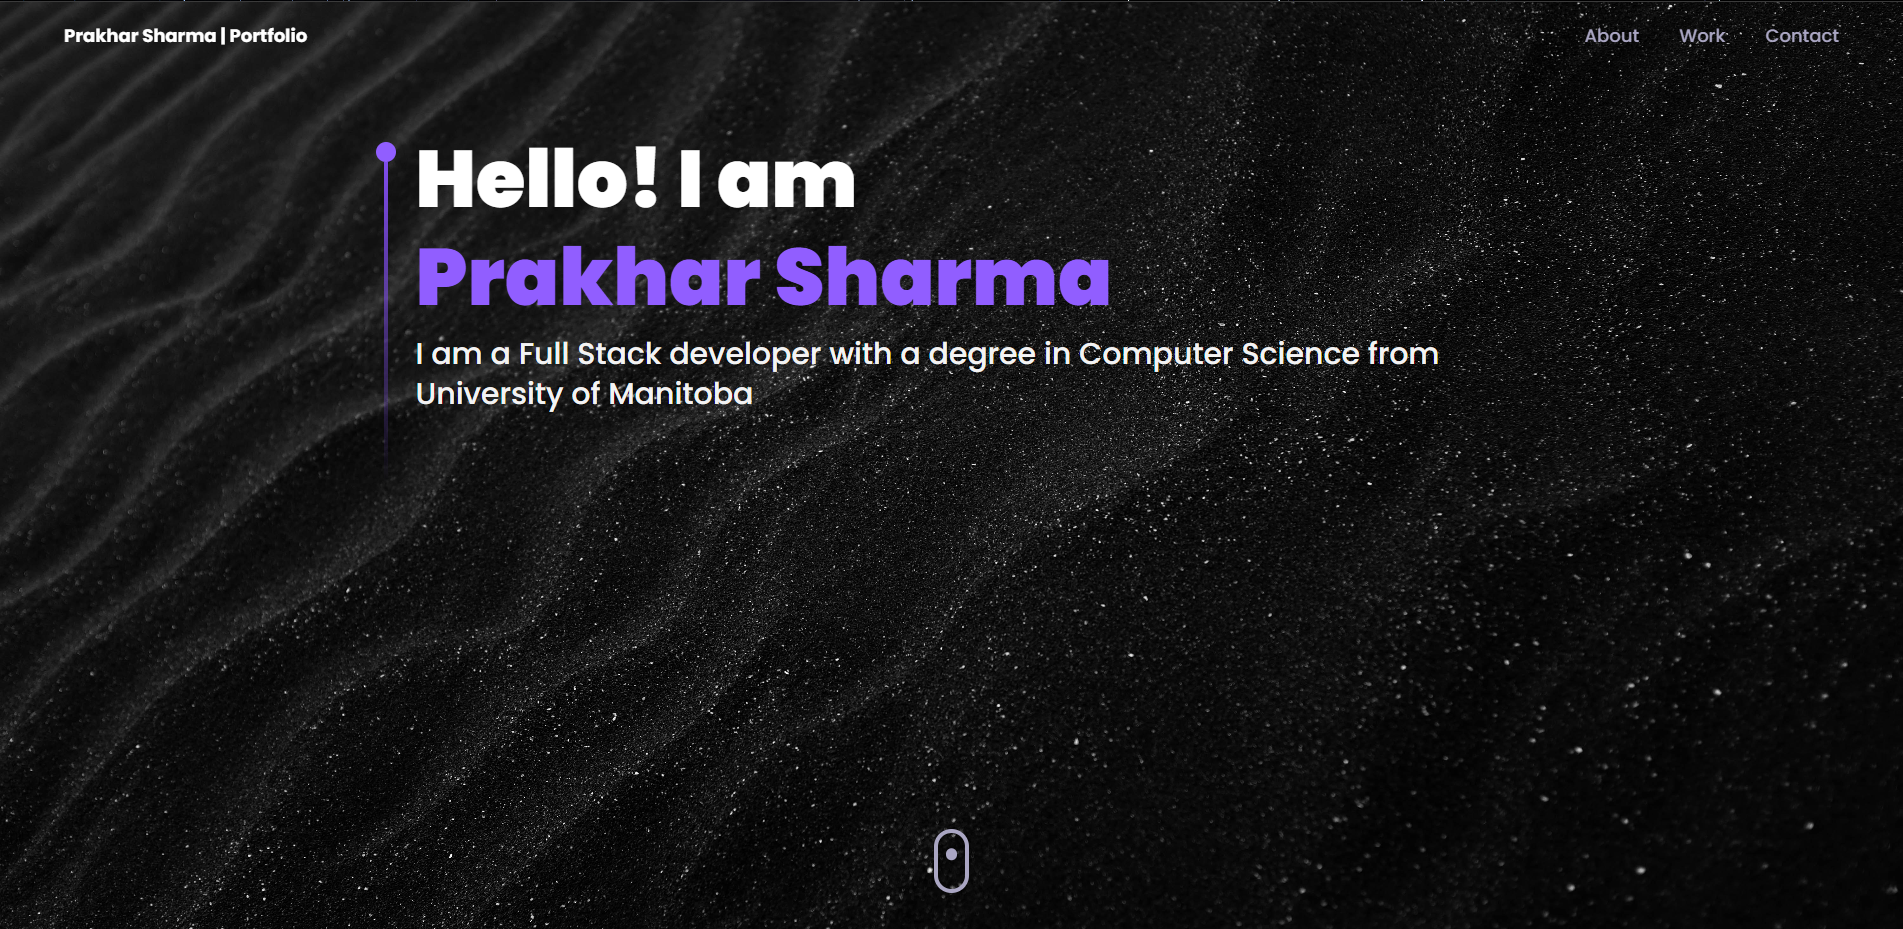 Prakhar Sharma | Portfolio
About Work Contact
Hello! I am
Prakhar Sharma
I am a Full Stack developer with a degree in Computer Science from
University of Manitoba